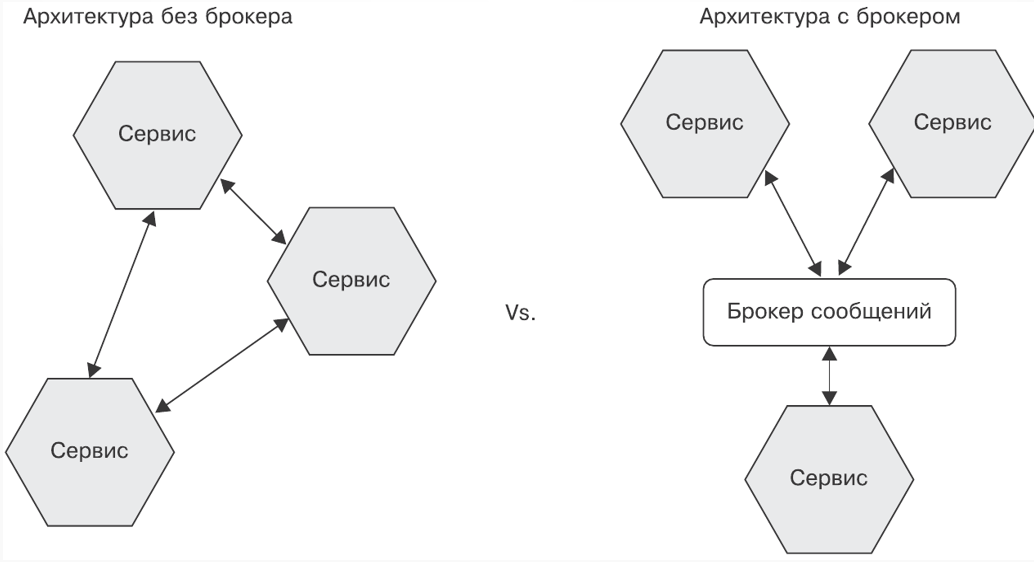 Архитектура без брокера
Сервис
Сервис
Сервис
Vs.
Архитектура с брокером
Сервис
Сервис
Брокер сообщений
Сервис